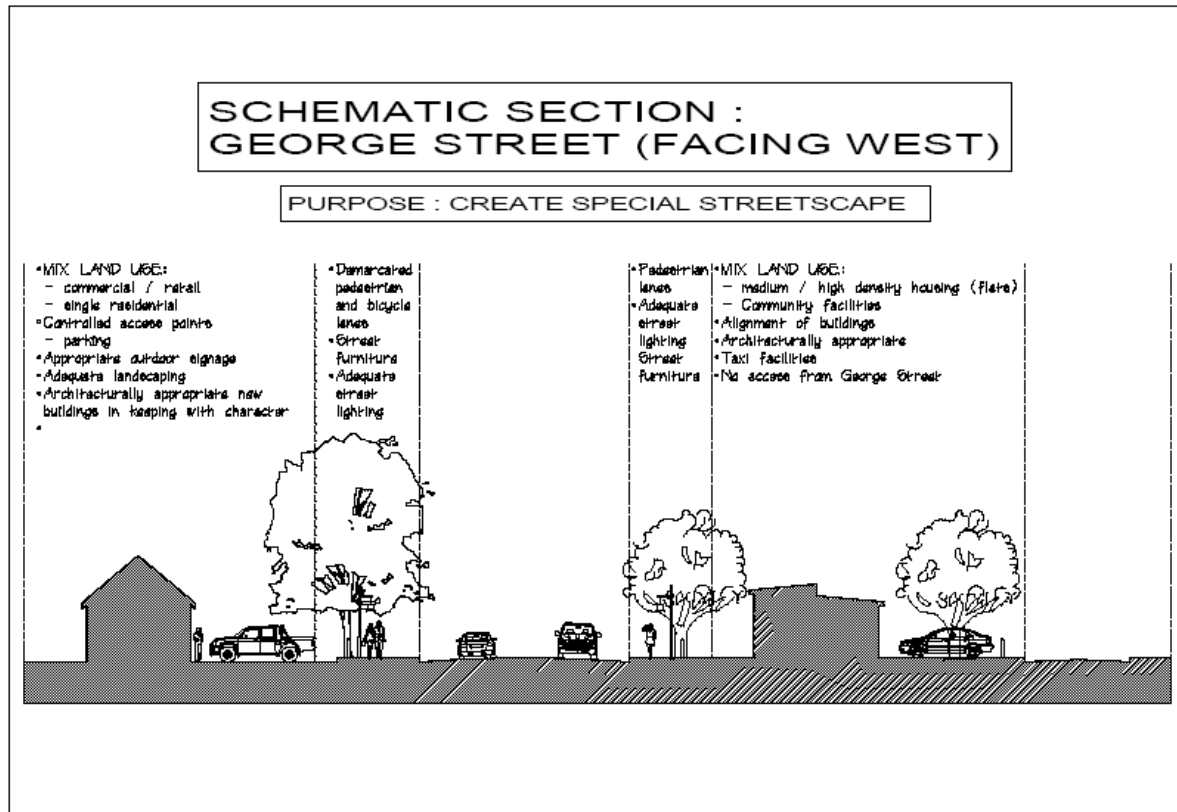 SCHEMATIC SECTION :
GEORGE STREET (FACING WEST)
PURPOSE : CREATE SPECIAL STREETSCAPE
•MIX LAND USE:
– commercial / retail
– single residential
•Controlled access points
– parking
•Appropriate outdoor signage
•Adequate landscaping
•Architecturally appropriate new
buildings in keeping with character
•
•Demarcated
pedestrian
and bicycle
lanes
•Street
furniture
•Adequate
street
lighting
•Pedestrian
lanes
•Adequate
street
lighting
Street
furniture
•MIX LAND USE:
– medium / high density housing (flats)
– Community facilities
•Alignment of buildings
•Architecturally appropriate
•Taxi facilities
•No access from George Street